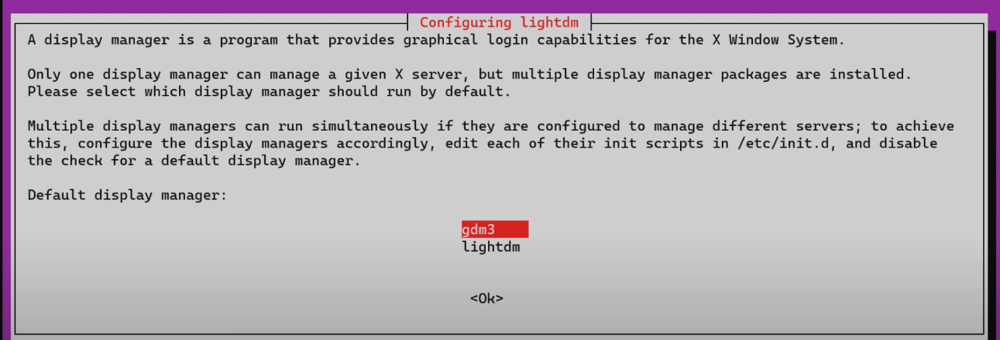 Configuring lightdm
A display manager is a program that provides graphical login capabilities for the X Window System.
Only one display manager can manage a given X server, but multiple display manager packages are installed.
Please select which display manager should run by default.
Multiple display managers can run simultaneously if they are configured to manage different servers; to achieve
this, configure the display managers accordingly, edit each of their init scripts in /etc/init.d, and disable
the check for a default display manager.
Default display manager:
gdm3
lightdm
<Ok>